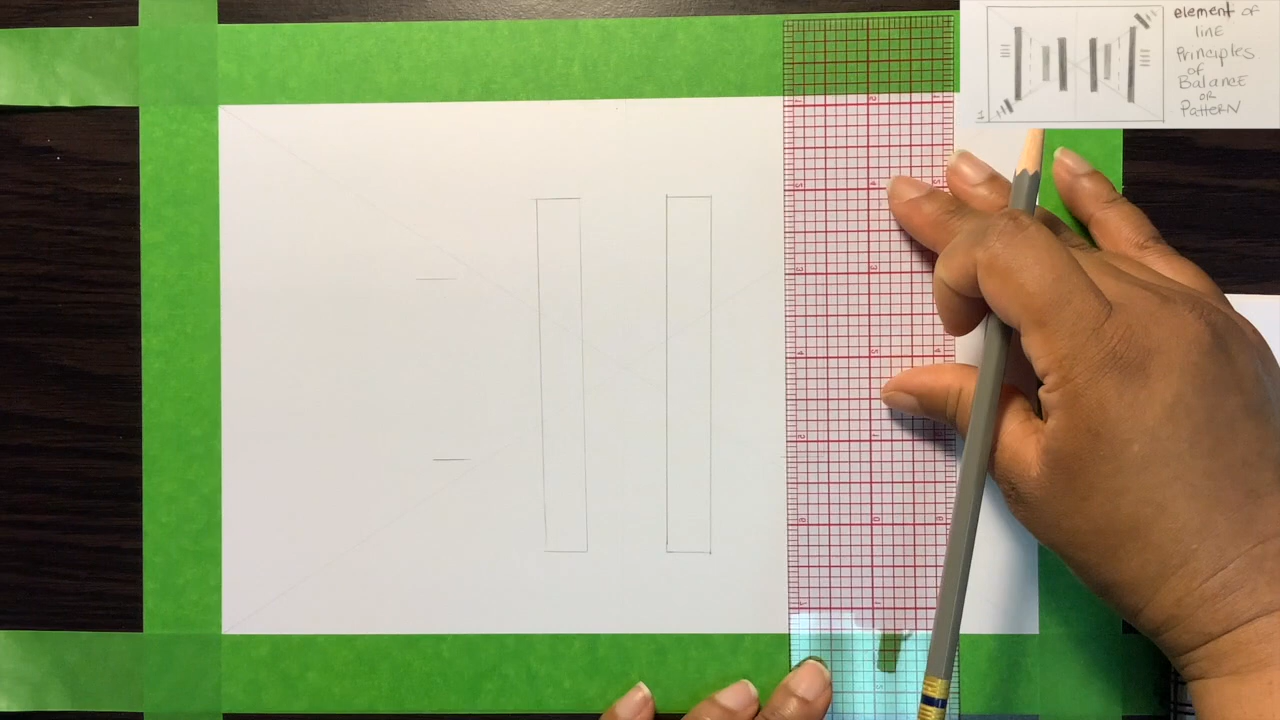 element of
line
Principles
of
Balance
or
Pattern